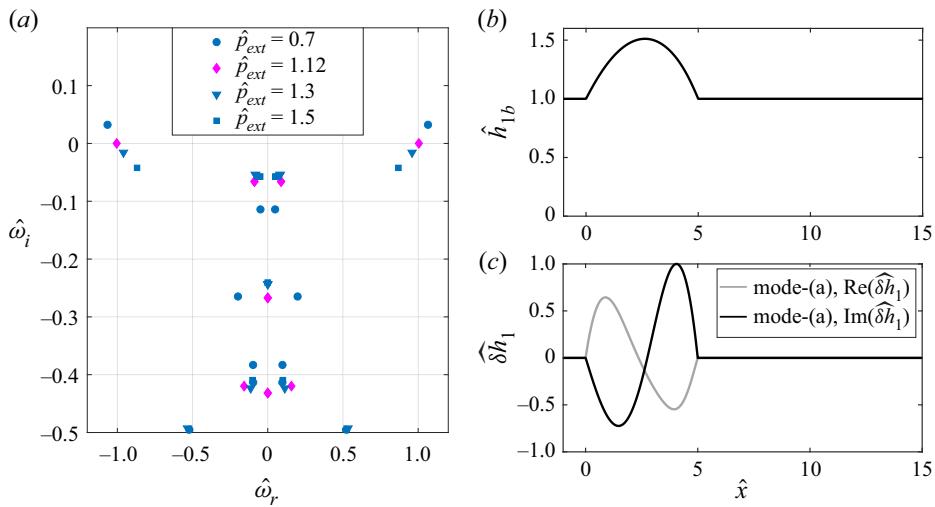 (a)
p̂ext = 0.7
p̂ext = 1.12
p̂ext = 1.3
p̂ext = 1.5
0.1
0
–0.1
–0.2
–0.3
–0.4
–0.5
ω̂i
–1.0 –0.5 0 0.5 1.0
ω̂r
(b)
1.5
1.0
0.5
0
ĥ1b
0 5 10 15
(c)
1.0
0.5
0
–0.5
–1.0
δh1̂
mode-(a), Re(δh1̂)
mode-(a), Im(δh1̂)
0 5 10 15
x̂